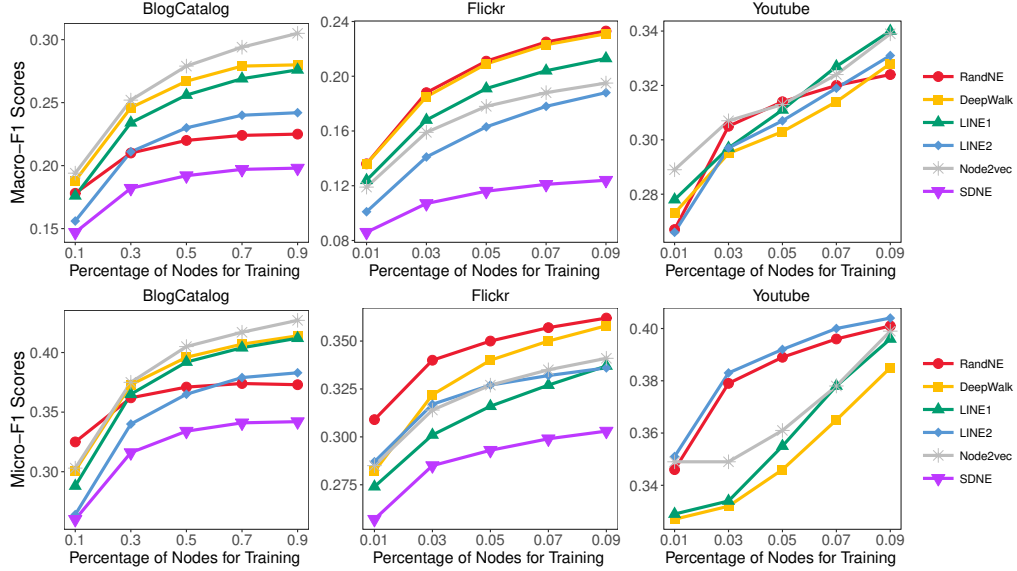 BlogCatalog Flickr Youtube
Macro−F1 Scores
0.30
0.25
0.20
0.15
0.1 0.3 0.5 0.7 0.9
Percentage of Nodes for Training
0.24
0.20
0.16
0.12
0.08
0.01 0.03 0.05 0.07 0.09
Percentage of Nodes for Training
0.34
0.32
0.30
0.28
0.01 0.03 0.05 0.07 0.09
Percentage of Nodes for Training
RandNE
DeepWalk
LINE1
LINE2
Node2vec
SDNE
BlogCatalog Flickr Youtube
Micro−F1 Scores
0.40
0.35
0.30
0.1 0.3 0.5 0.7 0.9
Percentage of Nodes for Training
0.350
0.325
0.300
0.275
0.01 0.03 0.05 0.07 0.09
Percentage of Nodes for Training
0.40
0.38
0.36
0.34
0.01 0.03 0.05 0.07 0.09
Percentage of Nodes for Training
RandNE
DeepWalk
LINE1
LINE2
Node2vec
SDNE